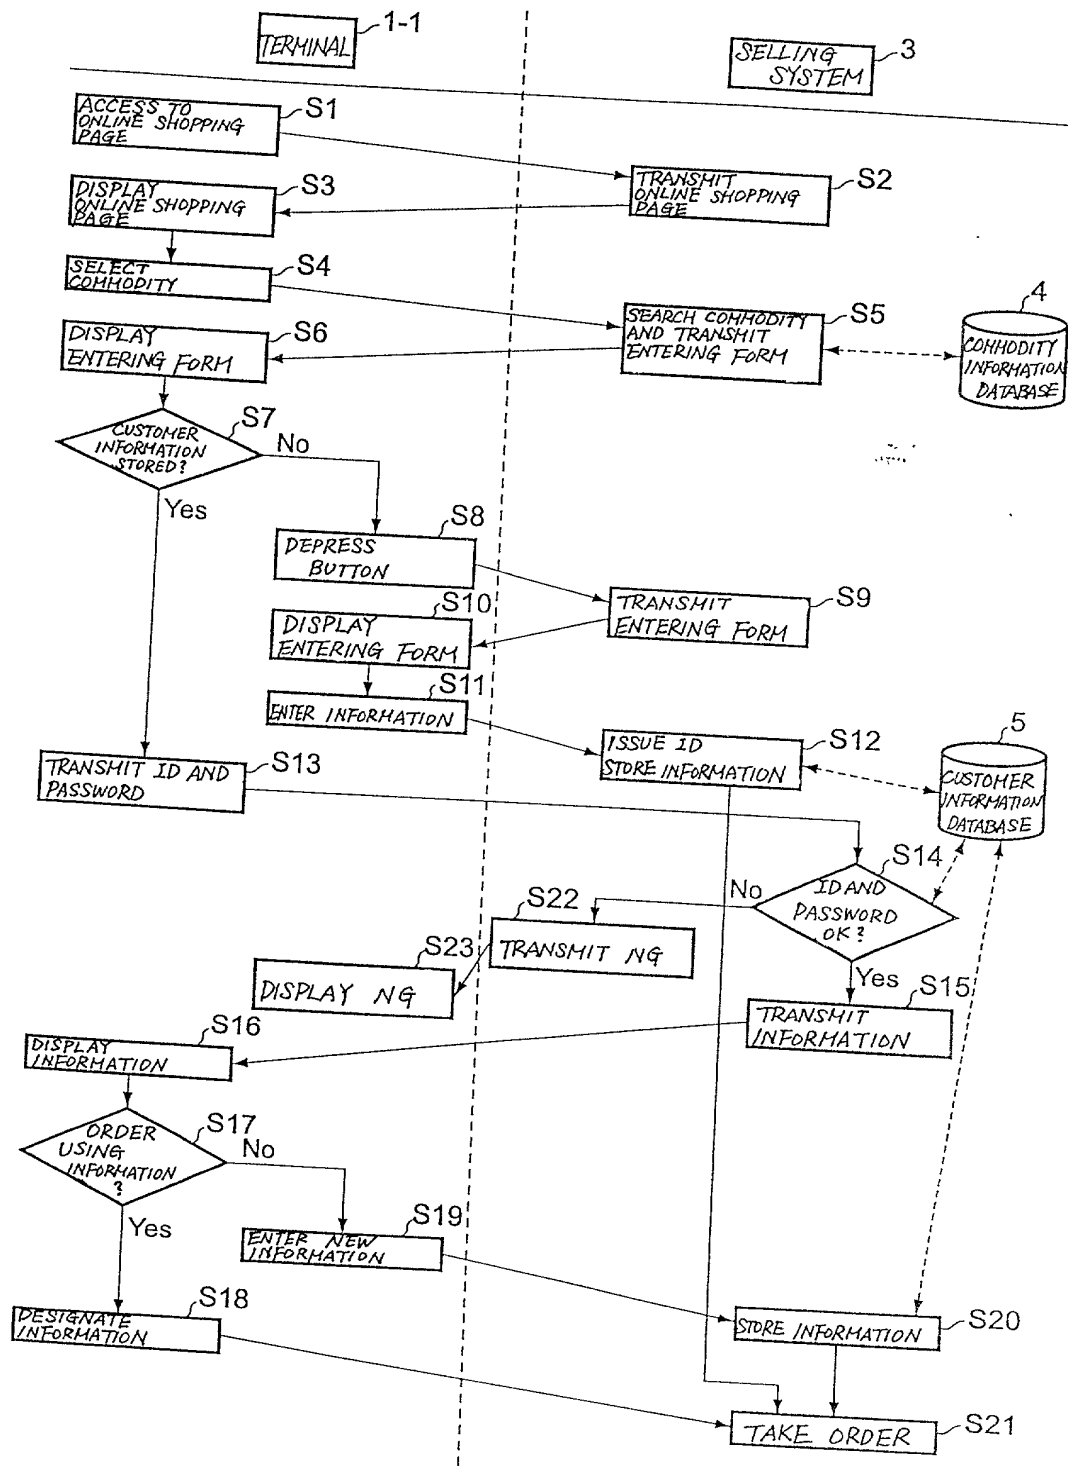 1-1
TERMINAL
3
SELLING
SYSTEM
S1
ACCESS TO
ONLINE SHOPPING
PAGE
S2
TRANSMIT
ONLINE SHOPPING
PAGE
S3
DISPLAY
ONLINE SHOPPING
PAGE
S4
SELECT
COMMODITY
S5
SEARCH COMMODITY
AND TRANSMIT
ENTERING FORM
4
COMMODITY
INFORMATION
DATABASE
S6
DISPLAY
ENTERING FORM
S7
CUSTOMER
INFORMATION
STORED?
No
Yes
S8
DEPRESS
BUTTON
S9
TRANSMIT
ENTERING FORM
S10
DISPLAY
ENTERING FORM
S11
ENTER INFORMATION
S12
ISSUE ID
STORE INFORMATION
5
CUSTOMER
INFORMATION
DATABASE
S13
TRANSMIT ID AND
PASSWORD
S14
ID AND
PASSWORD
OK?
No
Yes
S22
TRANSMIT NG
S23
DISPLAY NG
S15
TRANSMIT
INFORMATION
S16
DISPLAY
INFORMATION
S17
ORDER
USING
INFORMATION
?
No
Yes
S19
ENTER NEW
INFORMATION
S18
DESIGNATE
INFORMATION
S20
STORE INFORMATION
S21
TAKE ORDER